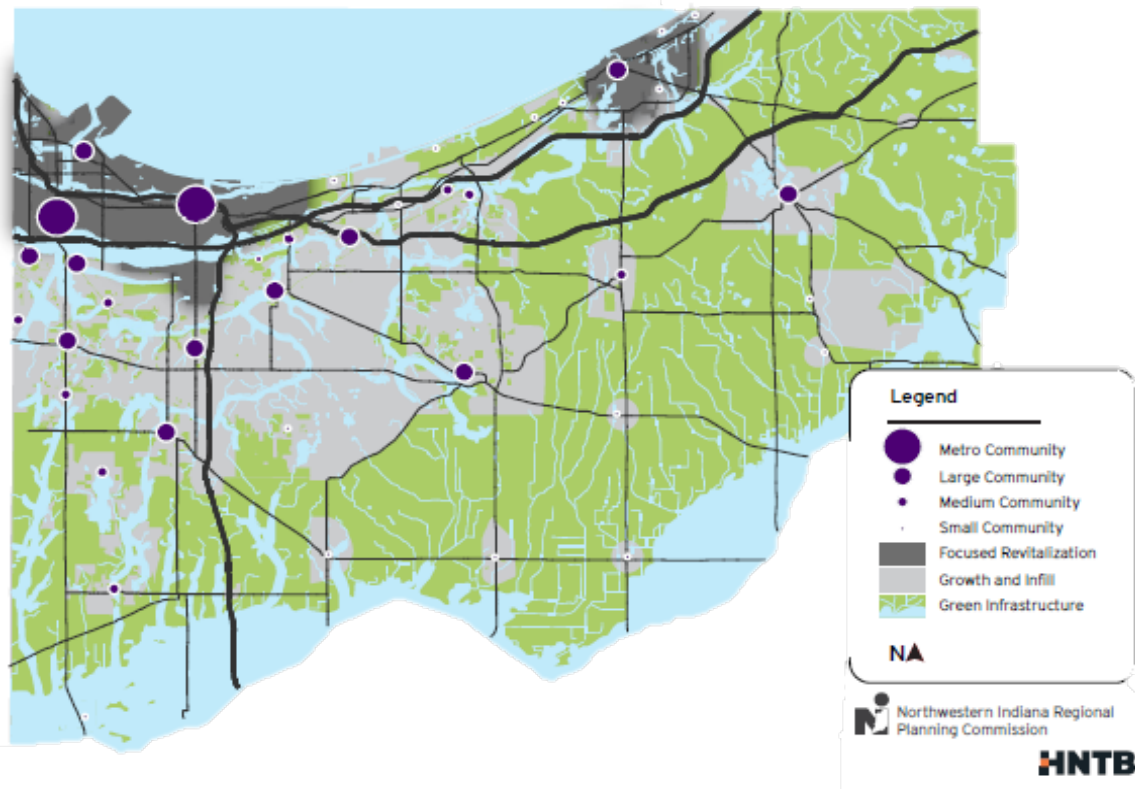 Legend
Metro Community
Large Community
Medium Community
Small Community
Focused Revitalization
Growth and Infill
Green Infrastructure
N
Northwestern Indiana Regional
Planning Commission
HNTB